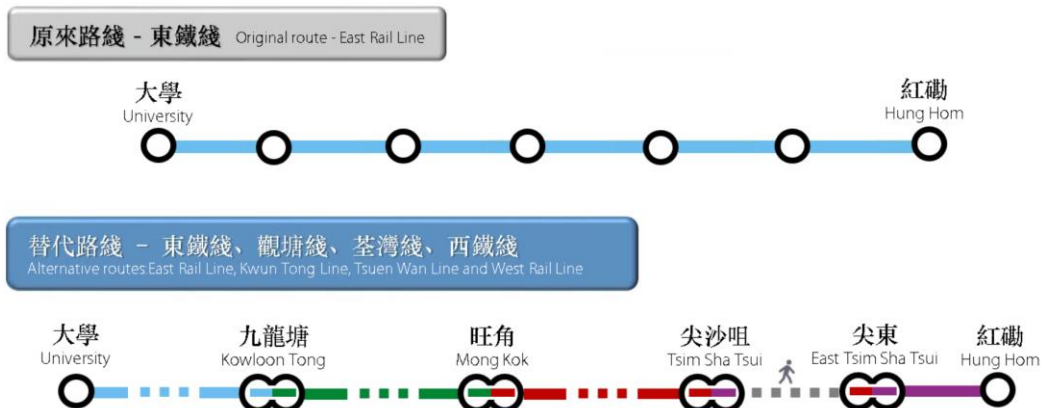 原來路綫 - 東鐵綫 Original route - East Rail Line
大學
University
紅磡
Hung Hom
替代路綫 - 東鐵綫、觀塘綫、荃灣綫、西鐵綫
Alternative routes East Rail Line, Kwun Tong Line, Tsuen Wan Line and West Rail Line
大學
University
九龍塘
Kowloon Tong
旺角
Mong Kok
尖沙咀
Tsim Sha Tsui
尖東
East Tsim Sha Tsui
紅磡
Hung Hom